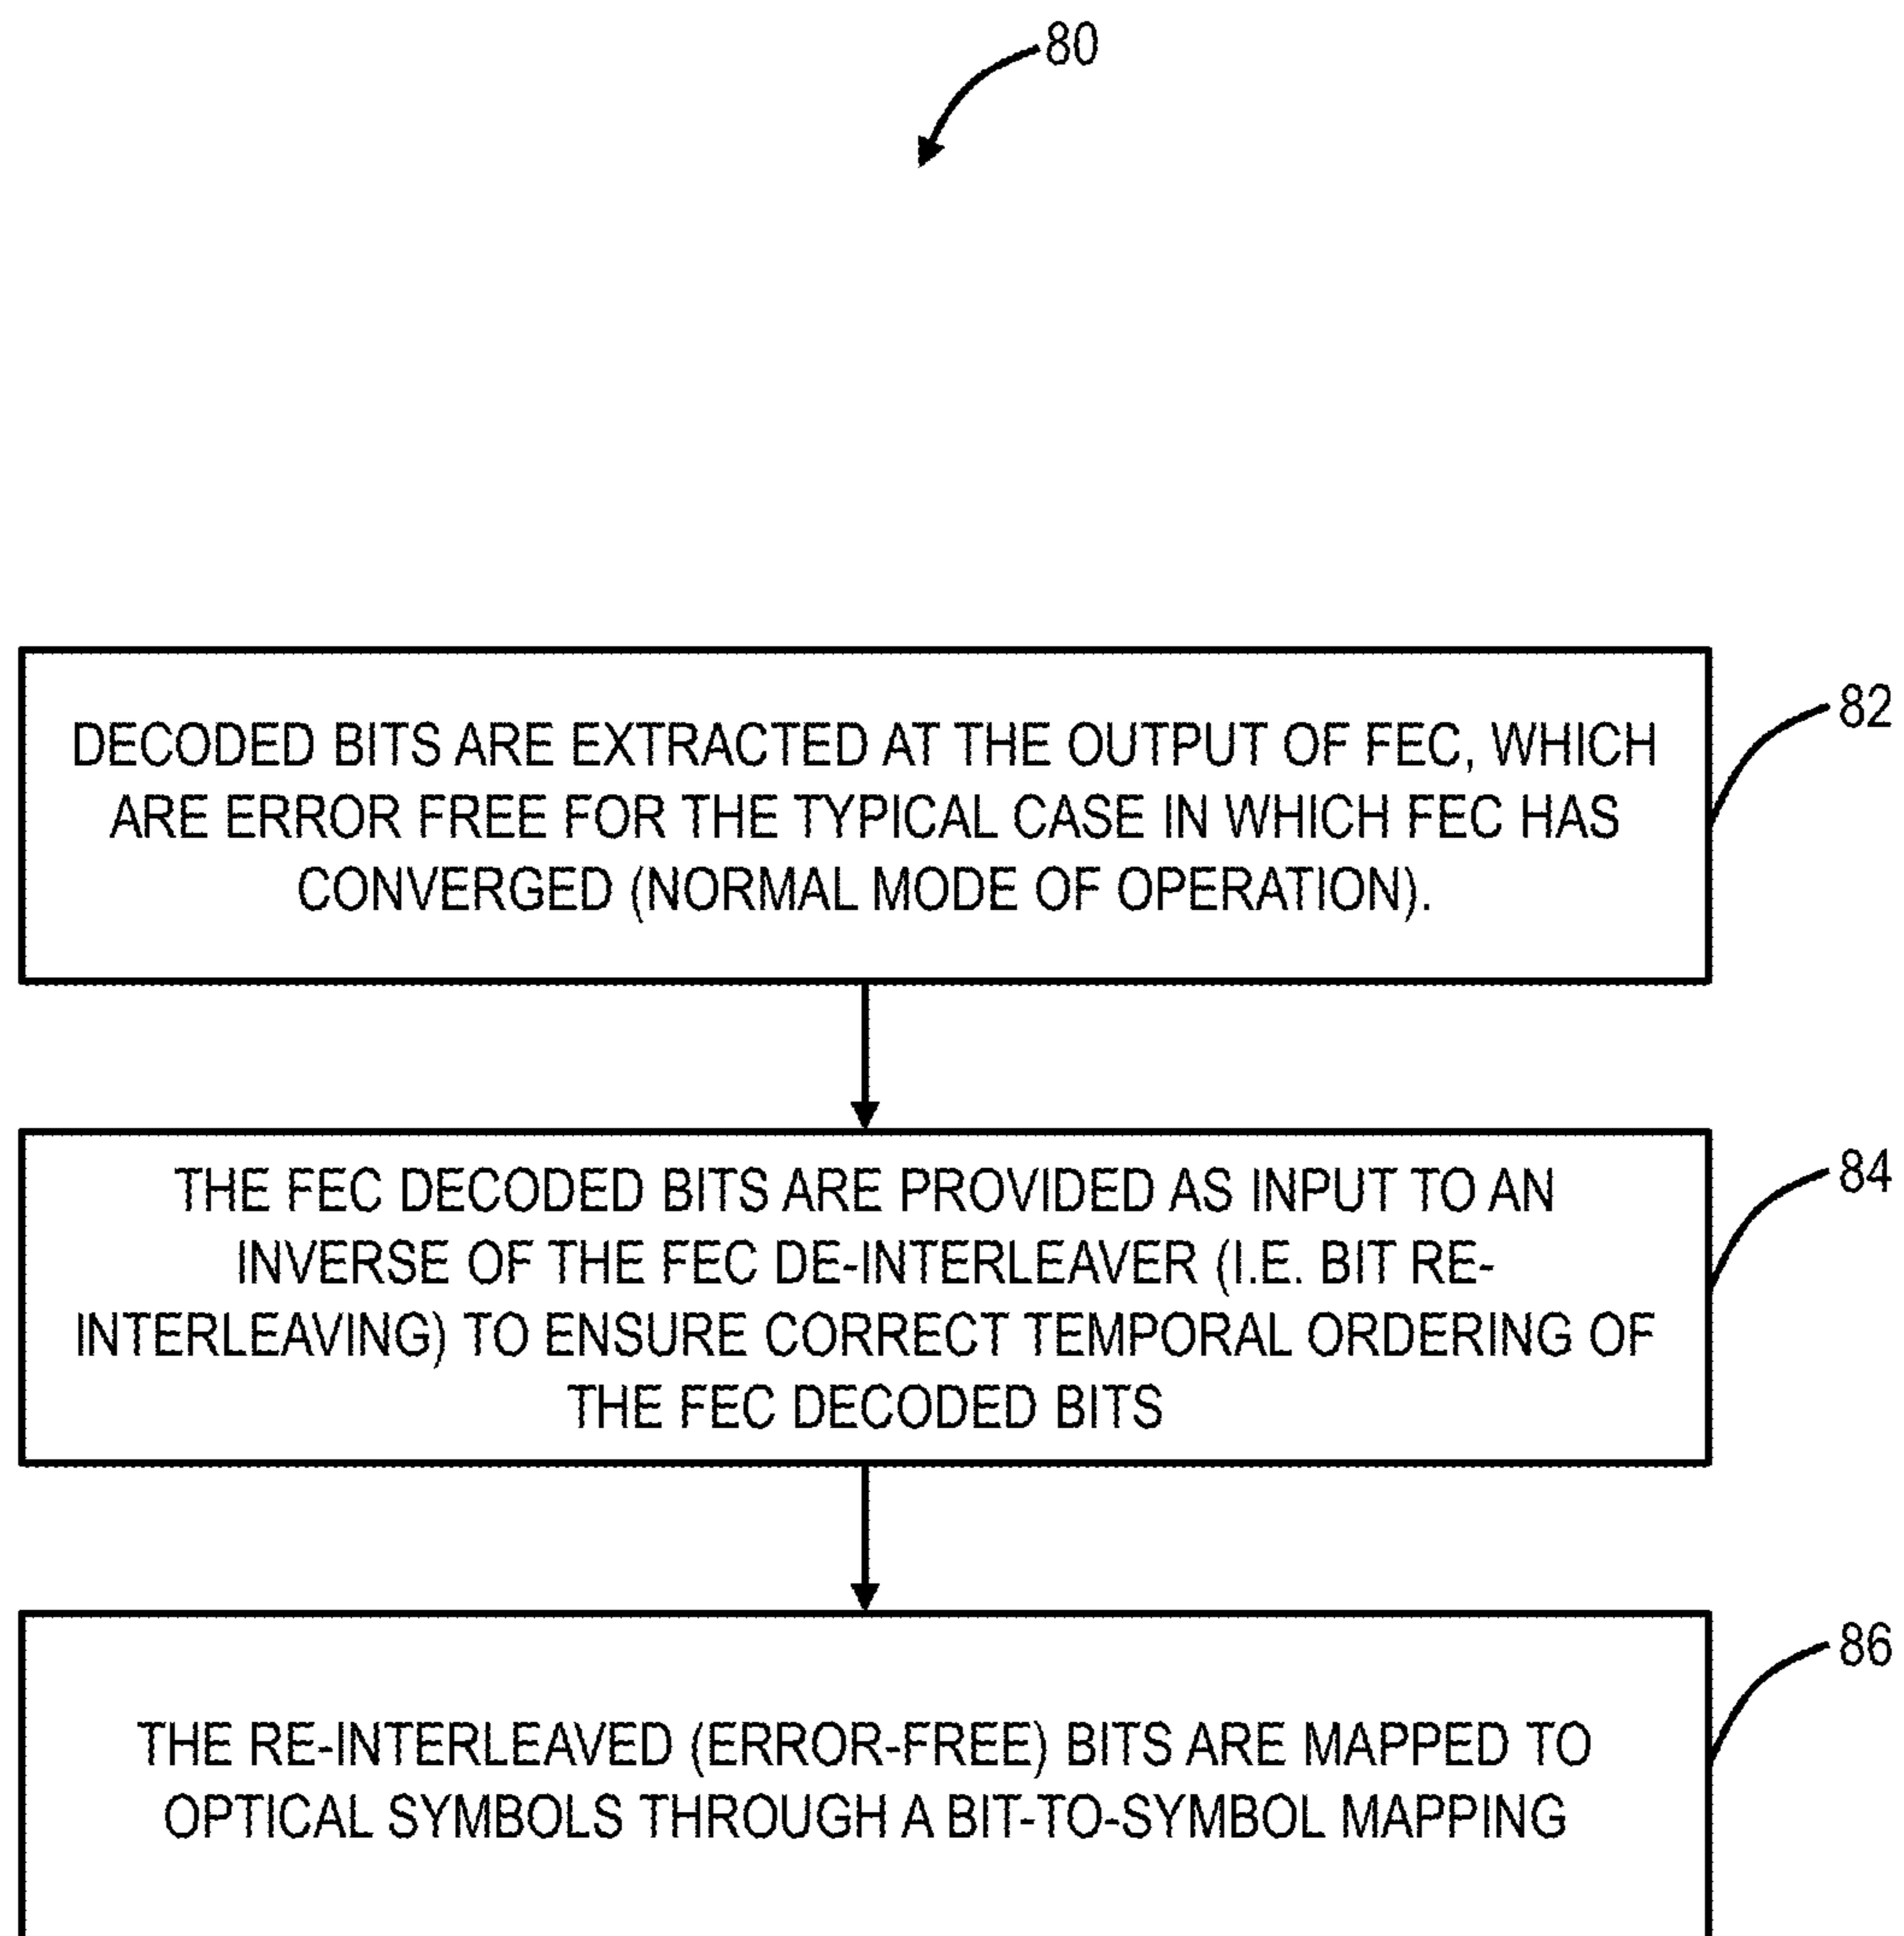 80
DECODED BITS ARE EXTRACTED AT THE OUTPUT OF FEC, WHICH
ARE ERROR FREE FOR THE TYPICAL CASE IN WHICH FEC HAS
CONVERGED (NORMAL MODE OF OPERATION).
82
THE FEC DECODED BITS ARE PROVIDED AS INPUT TO AN
INVERSE OF THE FEC DE-INTERLEAVER (I.E. BIT RE-
INTERLEAVING) TO ENSURE CORRECT TEMPORAL ORDERING OF
THE FEC DECODED BITS
84
THE RE-INTERLEAVED (ERROR-FREE) BITS ARE MAPPED TO
OPTICAL SYMBOLS THROUGH A BIT-TO-SYMBOL MAPPING
86